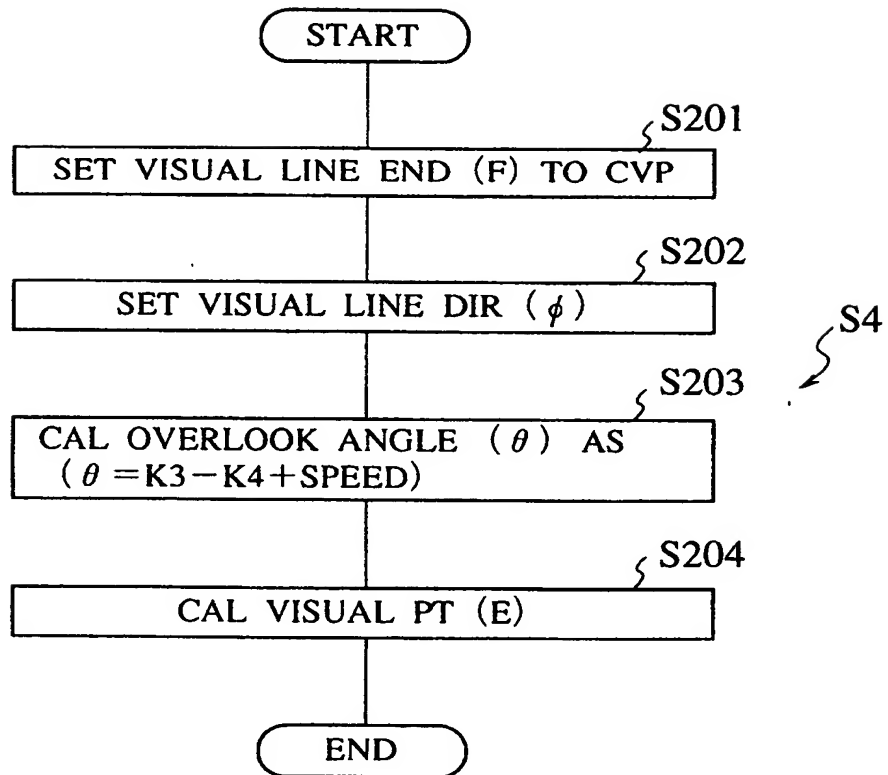 START
S201
SET VISUAL LINE END (F) TO CVP
S202
SET VISUAL LINE DIR (ϕ)
S4
S203
CAL OVERLOOK ANGLE (θ) AS
(θ=K3−K4+SPEED)
S204
CAL VISUAL PT (E)
END